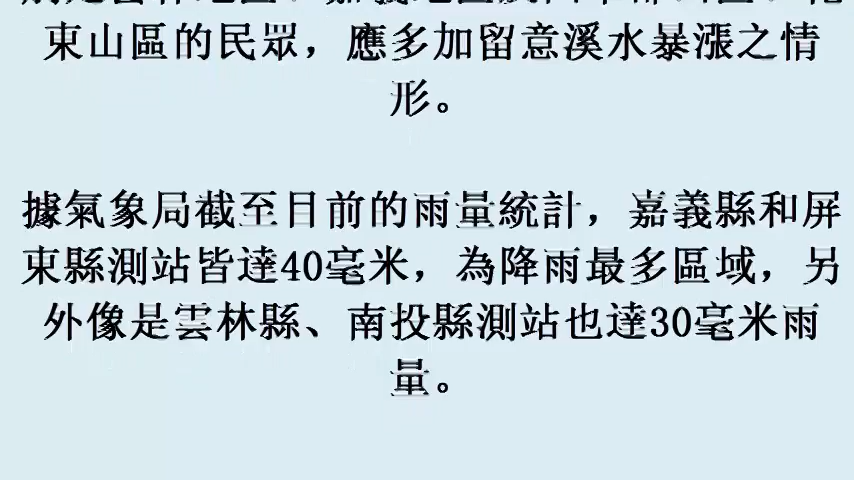 東山區的民眾，應多加留意溪水暴漲之情
形。
據氣象局截至目前的雨量統計，嘉義縣和屏
東縣測站皆達40毫米，為降雨最多區域，另
外像是雲林縣、南投縣測站也達30毫米雨
量。